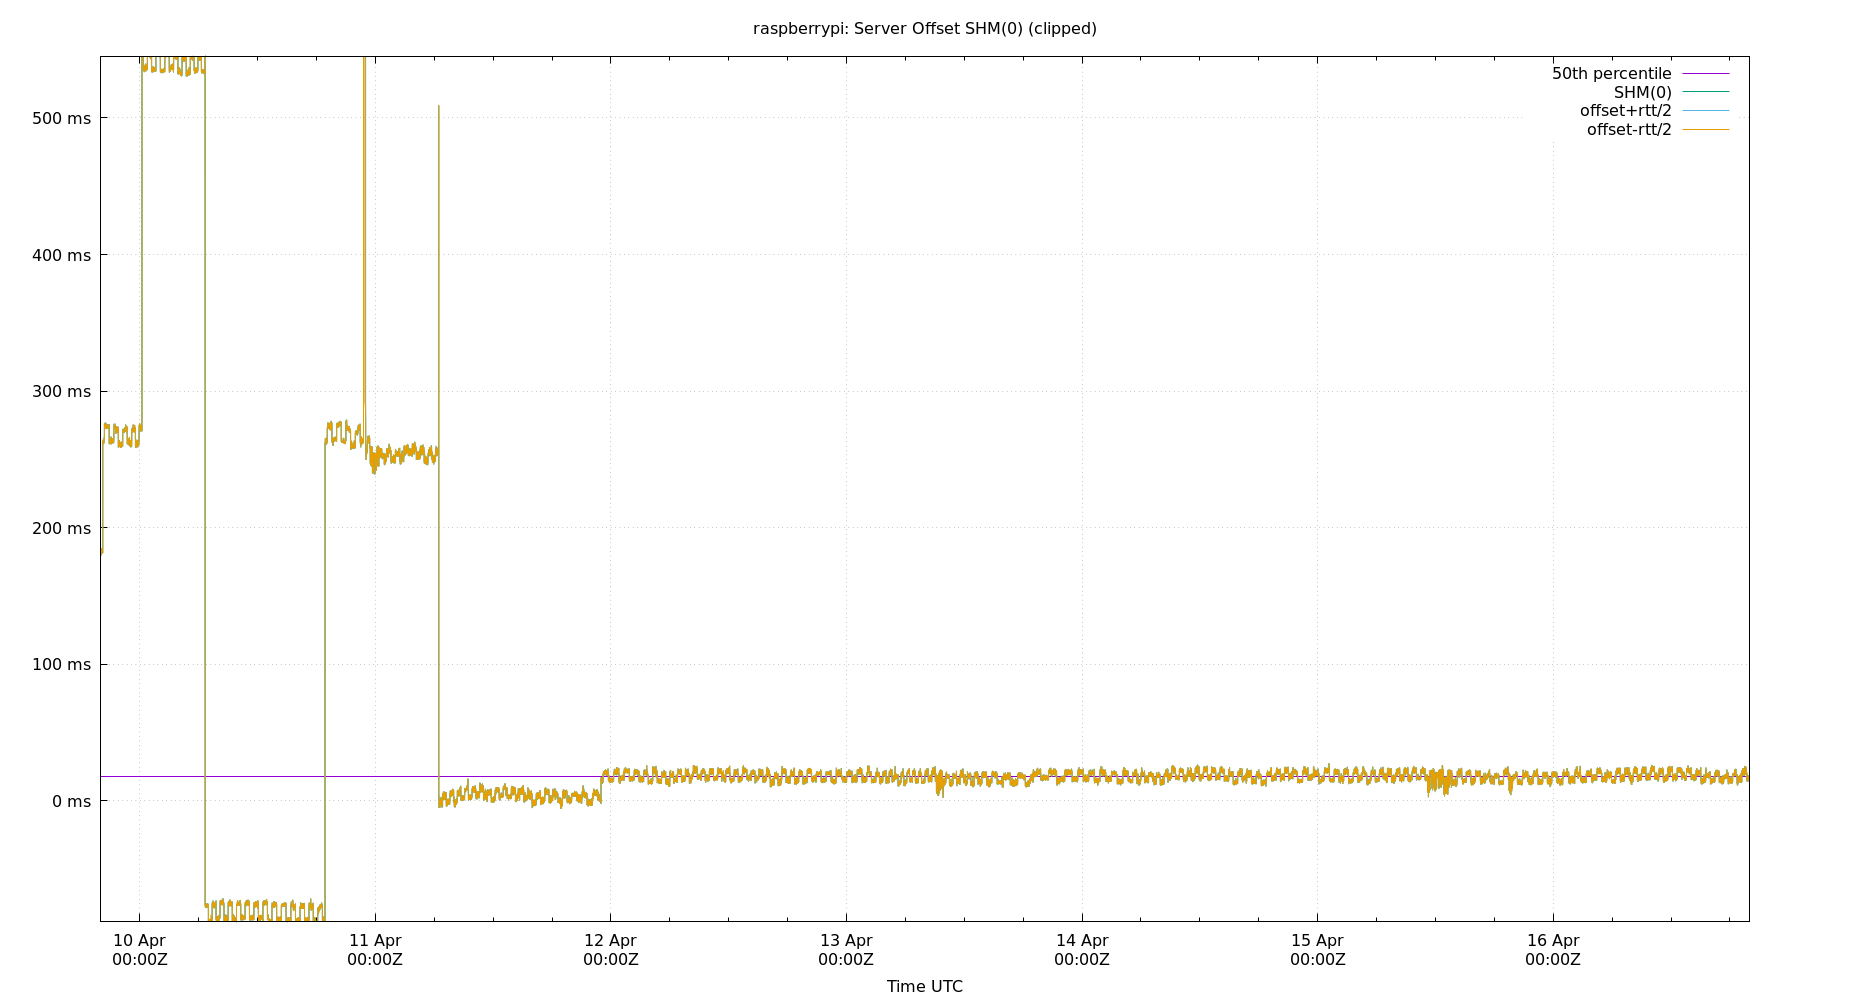 raspberrypi: Server Offset SHM(0) (clipped)
50th percentile
SHM(0)
offset+rtt/2
offset-rtt/2
500 ms
400 ms
300 ms
200 ms
100 ms
0 ms
10 Apr 11 Apr 12 Apr 13 Apr 14 Apr 15 Apr 16 Apr
00:00Z 00:00Z 00:00Z 00:00Z 00:00Z 00:00Z 00:00Z
Time UTC